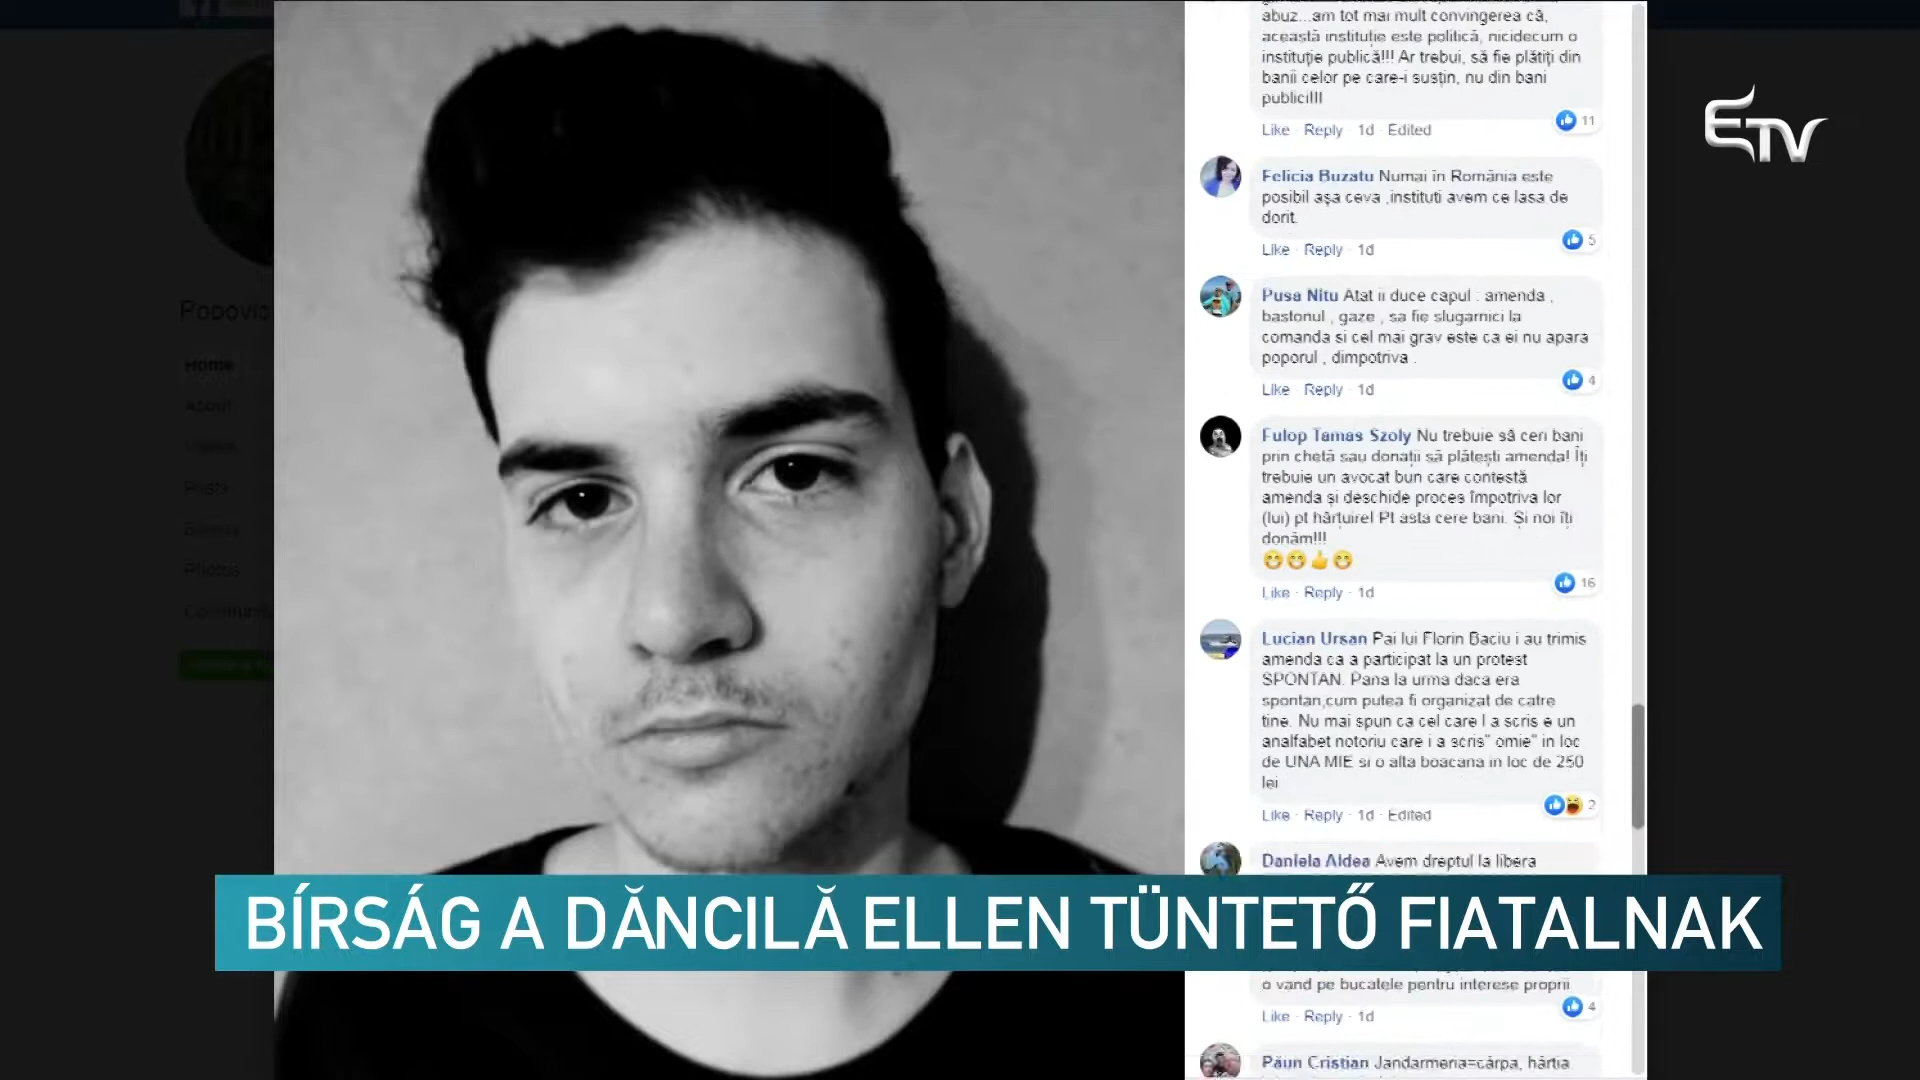 abuz...am tot mai mult convingerea că,
această instituție este politică, nicidecum o
instituție publică!!! Ar trebui, să fie plătiți din
banii celor pe care-i susțin, nu din bani
publici!!!
Like · Reply · 1d · Edited
11
ETV
Felicia Buzatu Numai în România este
posibil așa ceva ,instituti avem ce lasa de
dorit.
Like · Reply · 1d
5
Pusa Nitu Atat ii duce capul . amenda ,
bastonul , gaze , sa fie slugarnici la
comanda si cel mai grav este ca ei nu apara
poporul , dimpotriva .
Like · Reply · 1d
4
Fulop Tamas Szoly Nu trebuie să ceri bani
prin chetă sau donații să plătești amenda! Îți
trebuie un avocat bun care contestă
amenda și deschide proces împotriva lor
(lui) pt hărțuire! Pt asta cere bani. Și noi îți
donăm!!!
😁😁👍😁
Like · Reply · 1d
16
Lucian Ursan Pai lui Florin Baciu i au trimis
amenda ca a participat la un protest
SPONTAN. Pana la urma daca era
spontan,cum putea fi organizat de catre
tine. Nu mai spun ca cel care l a scris e un
analfabet notoriu care i a scris" omie" in loc
de UNA MIE si o alta boacana in loc de 250
lei
Like · Reply · 1d · Edited
2
Daniela Aldea Avem dreptul la libera
BÍRSÁG A DĂNCILĂ ELLEN TÜNTETŐ FIATALNAK
o vand pe bucatele pentru interese proprii
Like · Reply · 1d
4
Păun Cristian Jandarmeria=cârpa, hârtia
Popovic
Home
About
Posts
Events
Photos